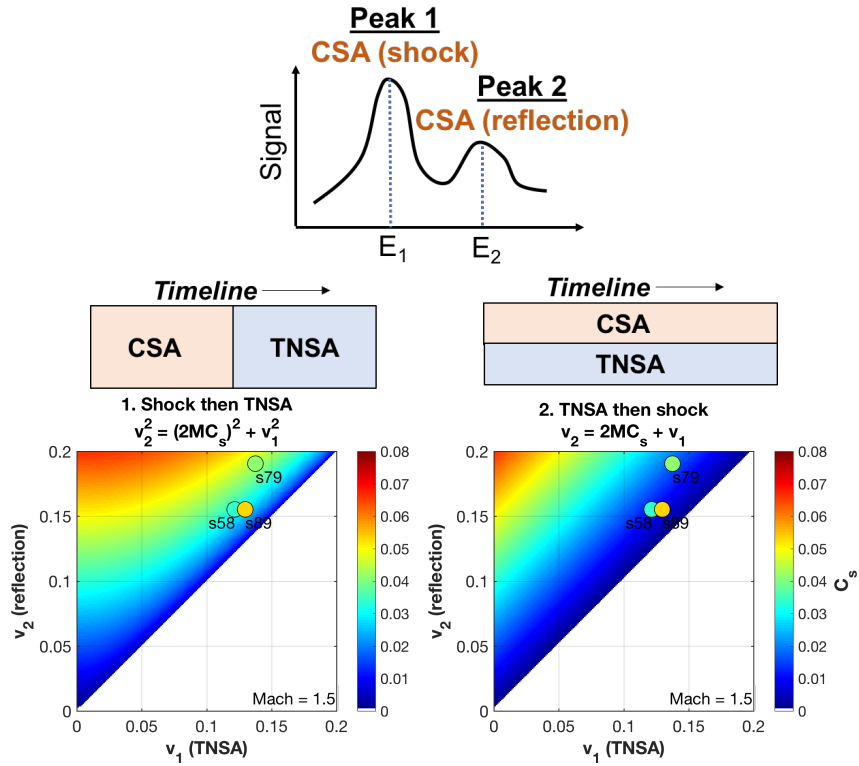 Peak 1
CSA (shock)
Peak 2
CSA (reflection)
Signal
E₁
E₂
Timeline
CSA
TNSA
1. Shock then TNSA
v₂² = (2MCₛ)² + v₁²
0.2
0.15
0.1
0.05
0
v₂ (reflection)
s79
s58
s89
Mach = 1.5
0
0.05
0.1
0.15
0.2
v₁ (TNSA)
0.08
0.07
0.06
0.05
0.04
0.03
0.02
0.01
0
Timeline
CSA
TNSA
2. TNSA then shock
v₂ = 2MCₛ + v₁
0.2
0.15
0.1
0.05
0
v₂ (reflection)
s79
s58
s89
Mach = 1.5
0
0.05
0.1
0.15
0.2
v₁ (TNSA)
0.08
0.07
0.06
0.05
0.04
0.03
0.02
0.01
0
Cₛ